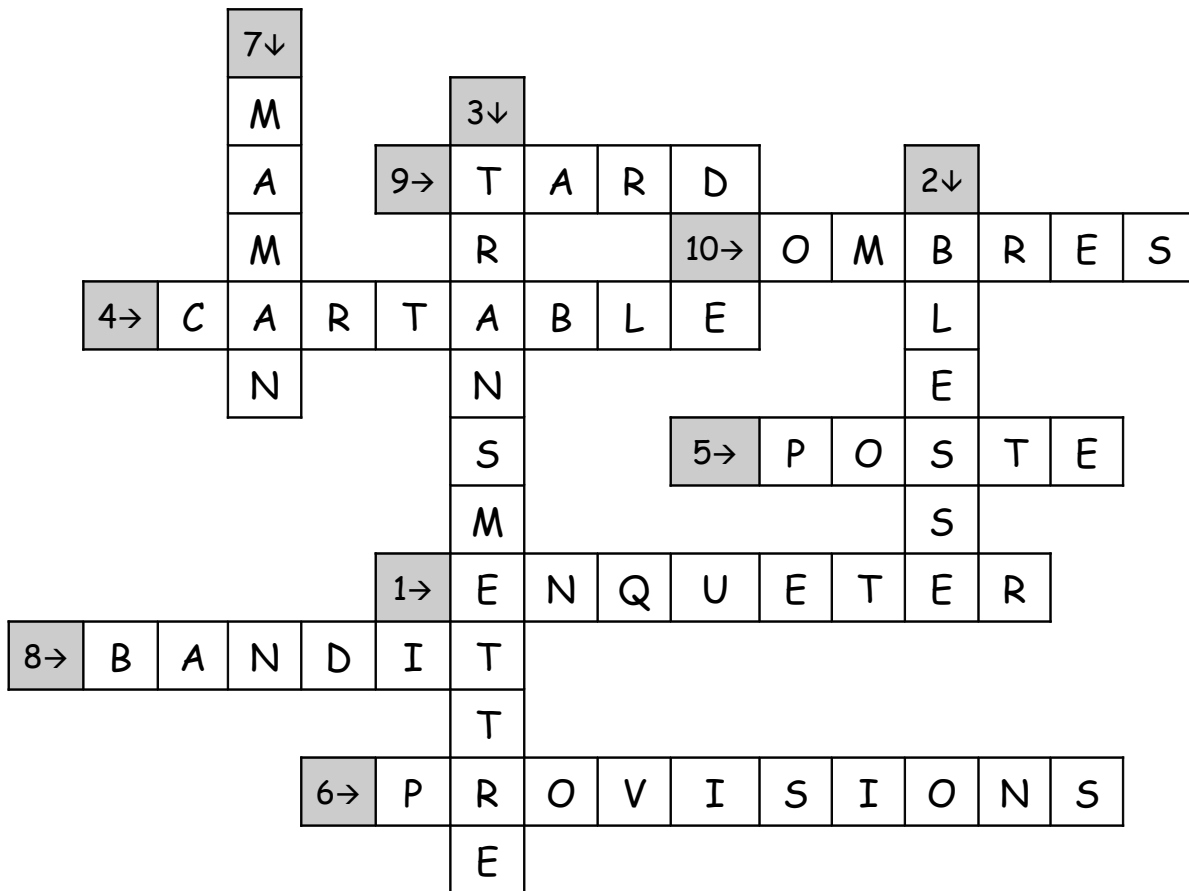 7↓
M 3↓
A 9→ T A R D 2↓
M R 10→ O M B R E S
4→ C A R T A B L E L
N N E
S 5→ P O S T E
M S
1→ E N Q U E T E R
8→ B A N D I T
T
6→ P R O V I S I O N S
E